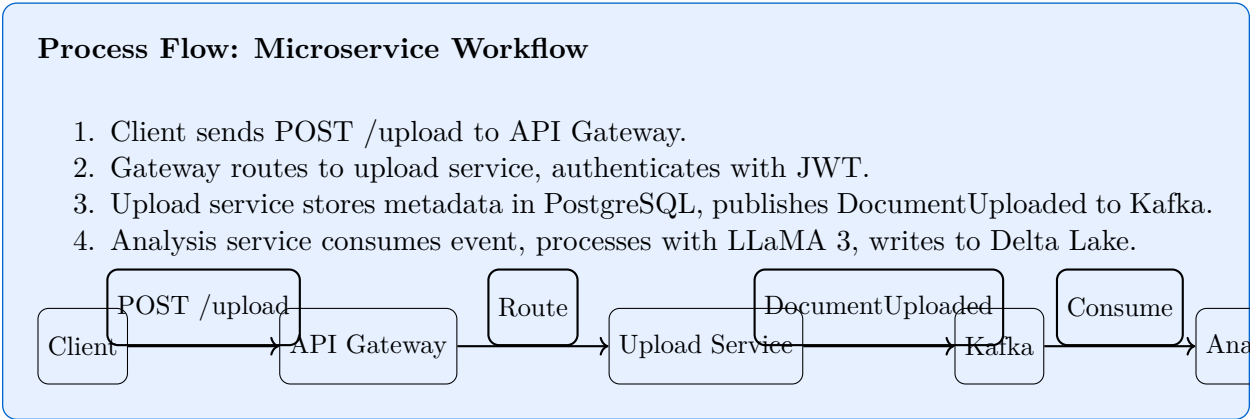 Process Flow: Microservice Workflow
1. Client sends POST /upload to API Gateway.
2. Gateway routes to upload service, authenticates with JWT.
3. Upload service stores metadata in PostgreSQL, publishes DocumentUploaded to Kafka.
4. Analysis service consumes event, processes with LLaMA 3, writes to Delta Lake.
POST /upload Route DocumentUploaded Consume
Client API Gateway Upload Service Kafka